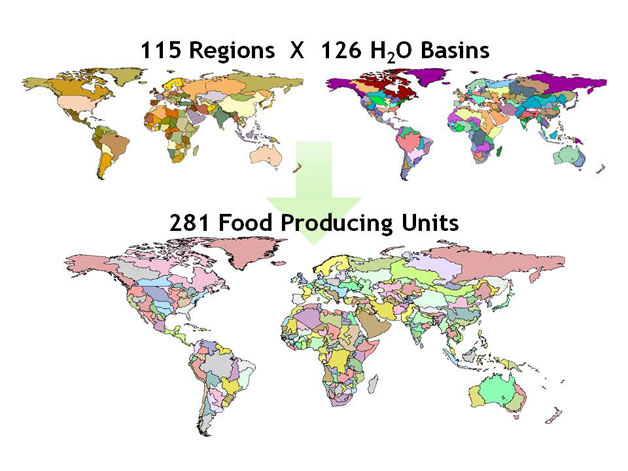 115 Regions X 126 H₂O Basins
281 Food Producing Units